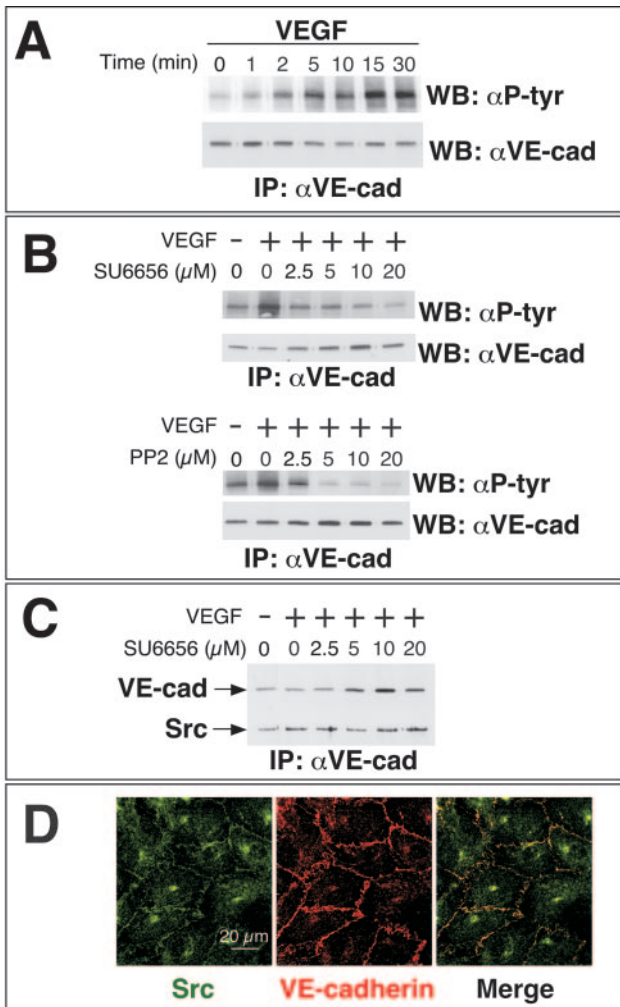 A
VEGF
Time (min) 0 1 2 5 10 15 30
WB: αP-tyr
WB: αVE-cad
IP: αVE-cad
B
VEGF − + + + + +
SU6656 (µM) 0 0 2.5 5 10 20
WB: αP-tyr
WB: αVE-cad
IP: αVE-cad
VEGF − + + + + +
PP2 (µM) 0 0 2.5 5 10 20
WB: αP-tyr
WB: αVE-cad
IP: αVE-cad
C
VEGF − + + + + +
SU6656 (µM) 0 0 2.5 5 10 20
VE-cad
Src
IP: αVE-cad
D
20 µm
Src VE-cadherin Merge